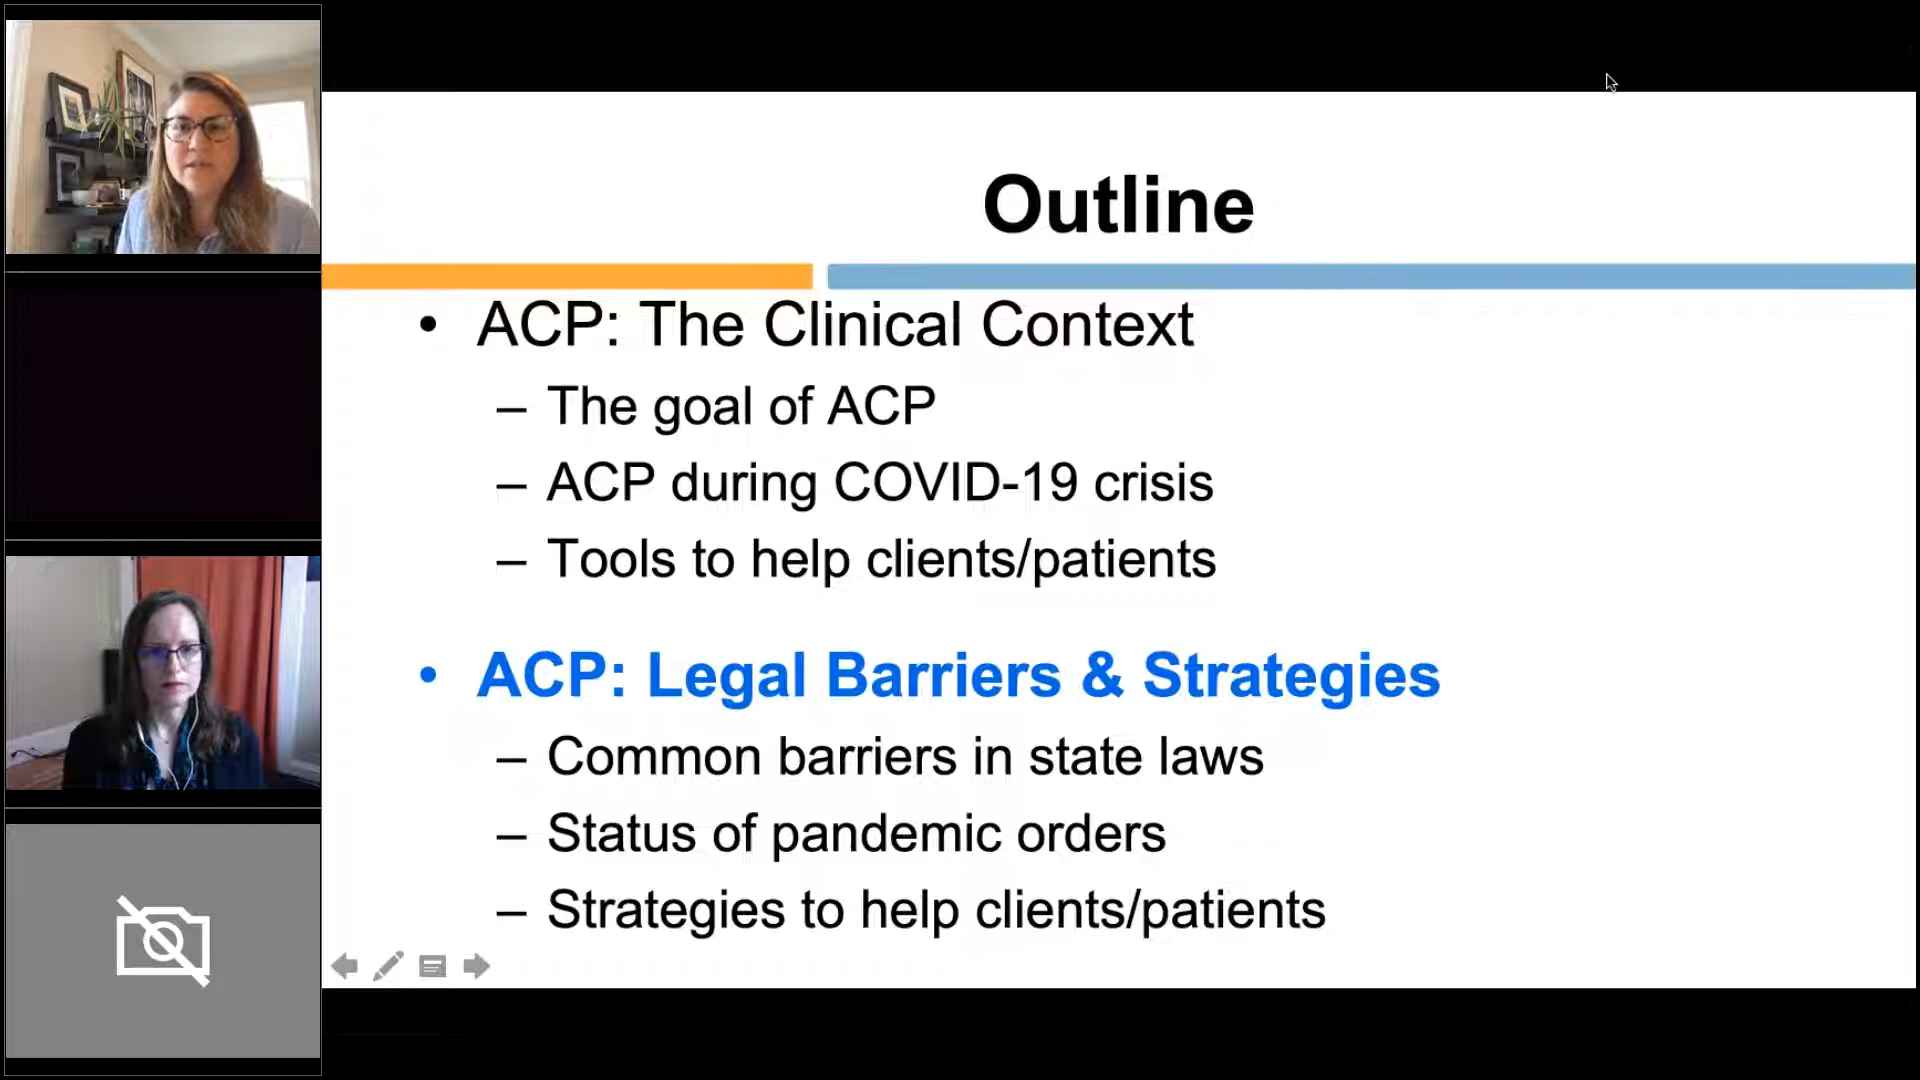 Outline
• ACP: The Clinical Context
– The goal of ACP
– ACP during COVID-19 crisis
– Tools to help clients/patients
• ACP: Legal Barriers & Strategies
– Common barriers in state laws
– Status of pandemic orders
– Strategies to help clients/patients